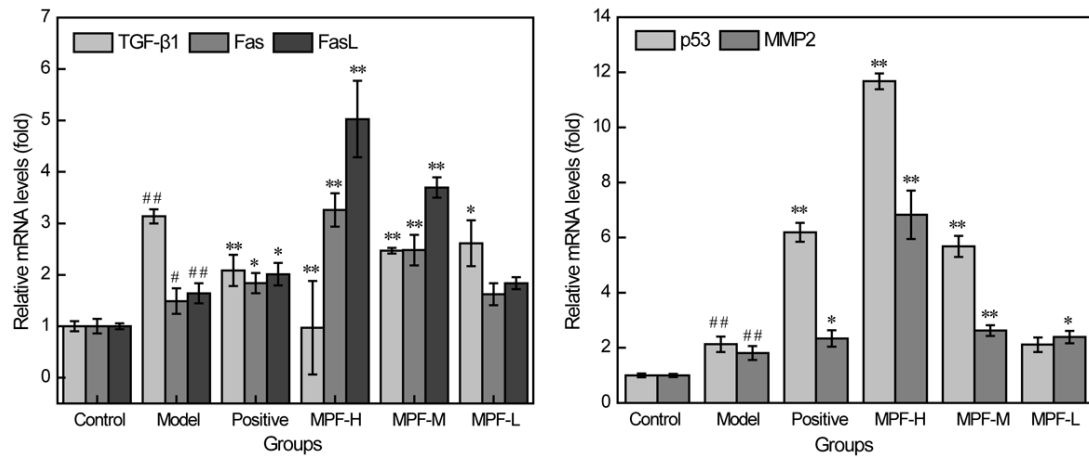 Relative mRNA levels (fold)
7
6
5
4
3
2
1
0
TGF-β1 Fas FasL
## # ##
** * *
** ** **
** ** **
*
Control Model Positive MPF-H MPF-M MPF-L
Groups
Relative mRNA levels (fold)
14
12
10
8
6
4
2
0
p53 MMP2
## ##
** *
** **
** **
*
Control Model Positive MPF-H MPF-M MPF-L
Groups